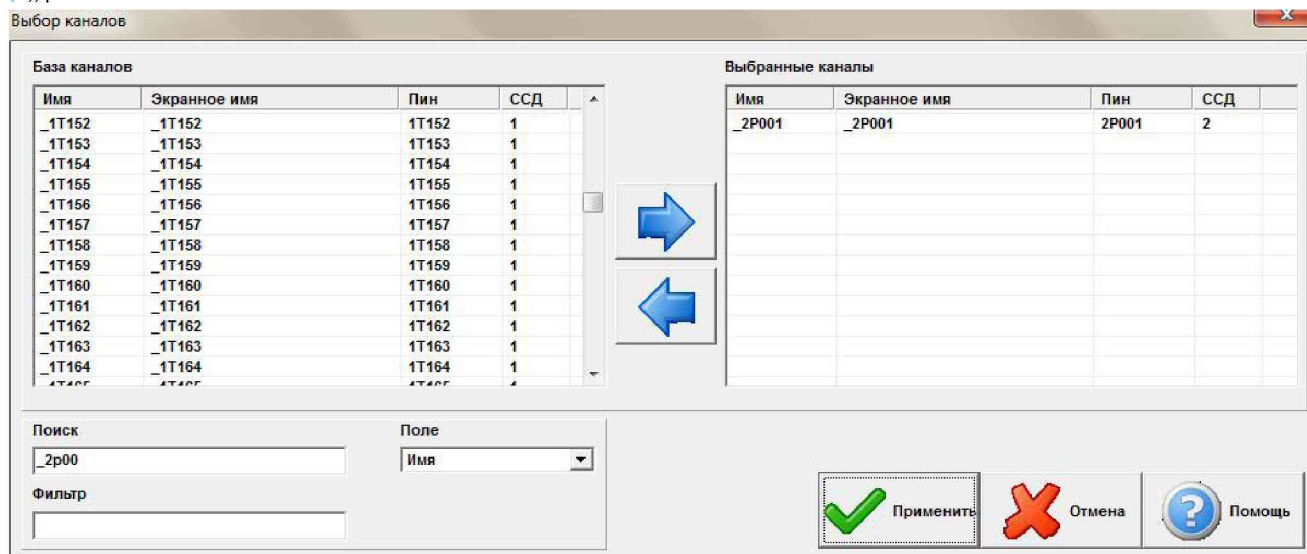 Выбор каналов
База каналов
Имя Экранное имя Пин ССД
_1T152 _1T152 1T152 1
_1T153 _1T153 1T153 1
_1T154 _1T154 1T154 1
_1T155 _1T155 1T155 1
_1T156 _1T156 1T156 1
_1T157 _1T157 1T157 1
_1T158 _1T158 1T158 1
_1T159 _1T159 1T159 1
_1T160 _1T160 1T160 1
_1T161 _1T161 1T161 1
_1T162 _1T162 1T162 1
_1T163 _1T163 1T163 1
_1T164 _1T164 1T164 1
Выбранные каналы
Имя Экранное имя Пин ССД
_2P001 _2P001 2P001 2
Поиск Поле
_2p00 Имя
Фильтр
Применить Отмена Помощь